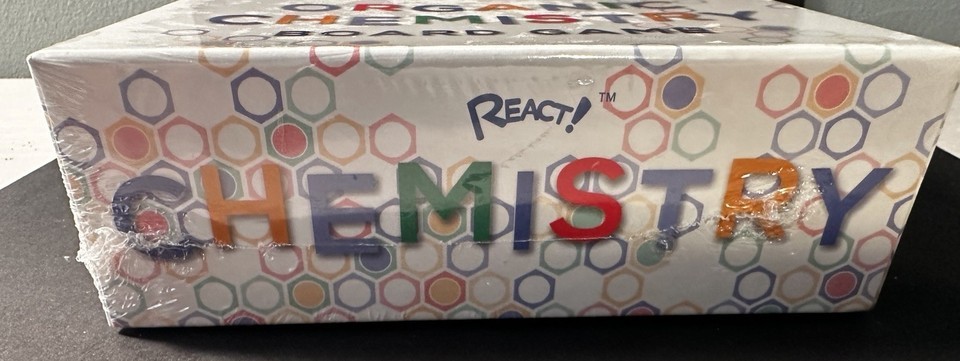 ORGANIC
CHEMISTRY
BOARD GAME
REACT!™
CHEMISTRY